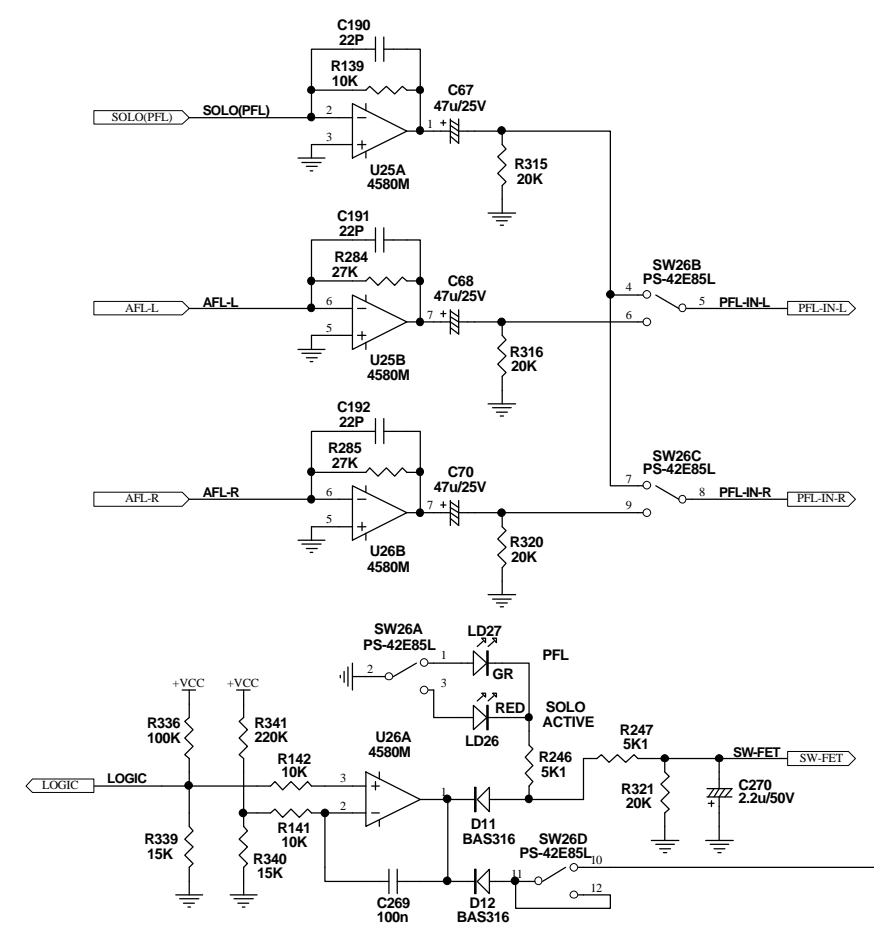 C190
22P
R139
10K
C67
47u/25V
SOLO(PFL)
SOLO(PFL)
2
3
1
+
U25A
4580M
R315
20K
C191
22P
R284
27K
C68
47u/25V
AFL-L
AFL-L
6
5
7
+
U25B
4580M
R316
20K
SW26B
PS-42E85L
4
5
6
PFL-IN-L
PFL-IN-L
C192
22P
R285
27K
C70
47u/25V
AFL-R
AFL-R
6
5
7
+
U26B
4580M
R320
20K
SW26C
PS-42E85L
7
8
9
PFL-IN-R
PFL-IN-R
SW26A
PS-42E85L
1
2
3
LD27
GR
PFL
RED
LD26
SOLO
ACTIVE
+VCC
+VCC
R336
100K
R341
220K
U26A
4580M
R142
10K
R246
5K1
R247
5K1
SW-FET
SW-FET
LOGIC
LOGIC
3
2
1
R141
10K
R339
15K
R340
15K
D11
BAS316
R321
20K
C270
2.2u/50V
+
C269
100n
D12
BAS316
SW26D
PS-42E85L
10
11
12